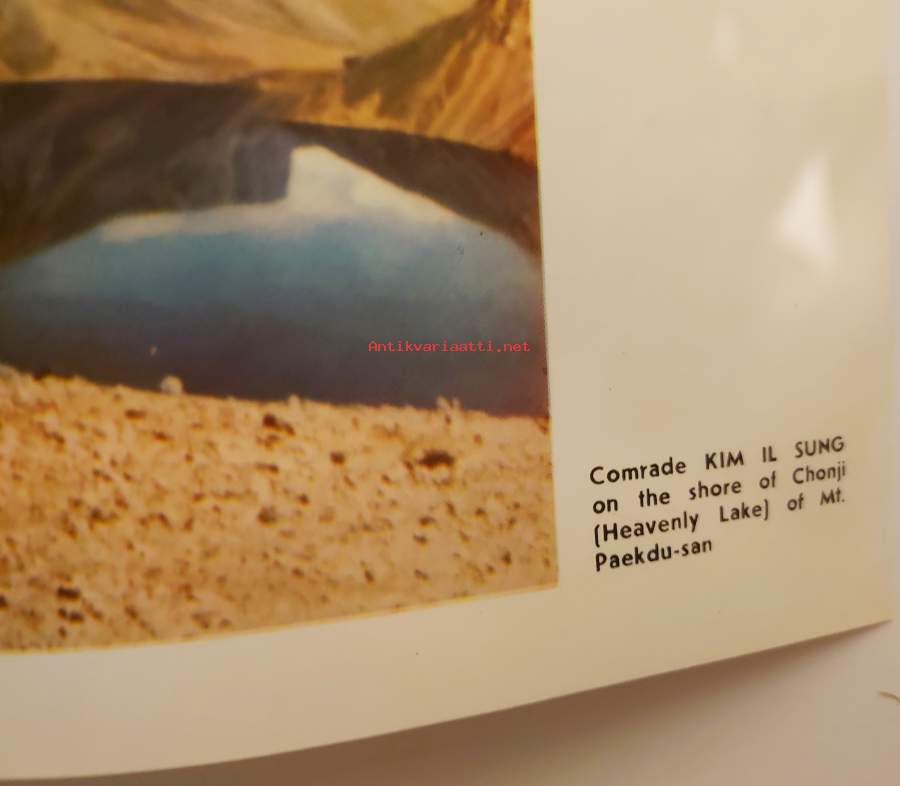 Antikvariaatti.net
Comrade KIM IL SUNG
on the shore of Chonji
(Heavenly Lake) of Mt.
Paekdu-san